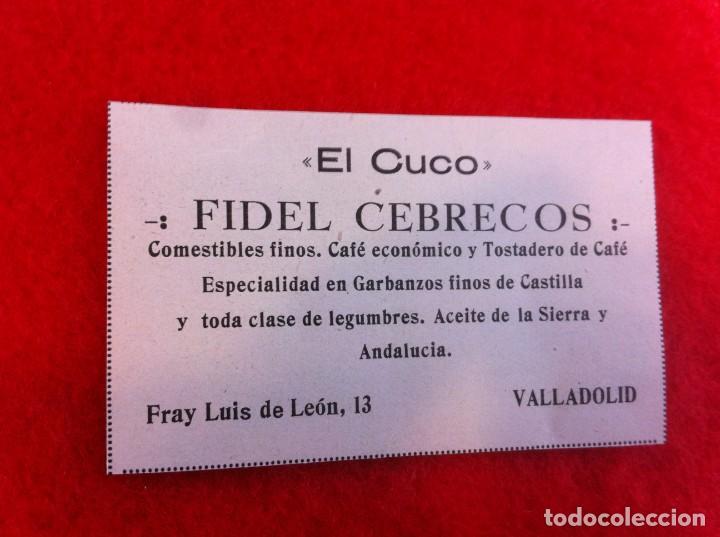 «El Cuco»
-: FIDEL CEBRECOS :-
Comestibles finos. Café económico y Tostadero de Café
Especialidad en Garbanzos finos de Castilla
y toda clase de legumbres. Aceite de la Sierra y
Andalucia.
Fray Luis de León, 13 VALLADOLID
todocoleccion.net